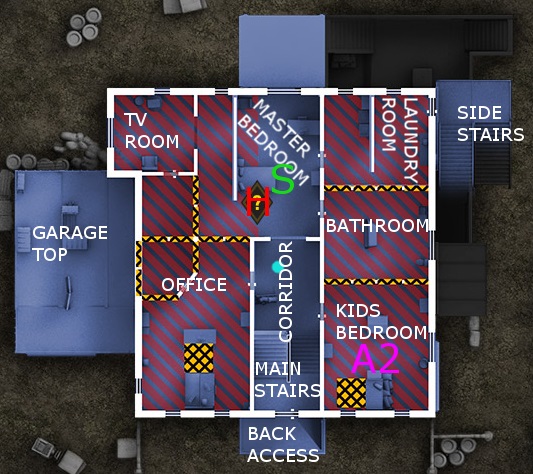 TV
ROOM
MASTER
BEDROOM
LAUNDRY
ROOM
SIDE
STAIRS
S
H
?
GARAGE
TOP
BATHROOM
OFFICE
CORRIDOR
KIDS
BEDROOM
A2
MAIN
STAIRS
BACK
ACCESS